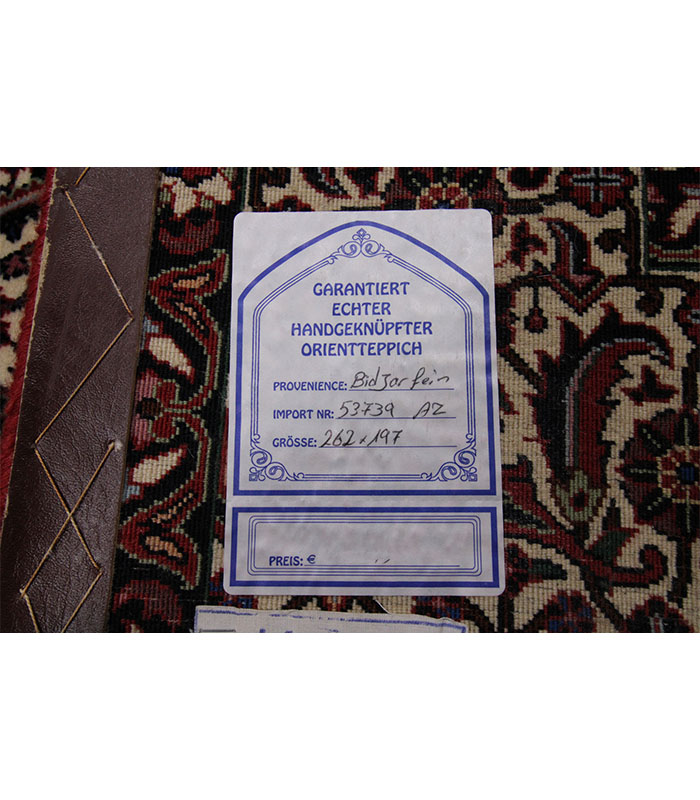 GARANTIERT
ECHTER
HANDGEKNÜPFTER
ORIENTTEPPICH
PROVENIENCE: Bidjar fein
IMPORT NR: 53739 AZ
GRÖSSE: 262 x 197
PREIS: €